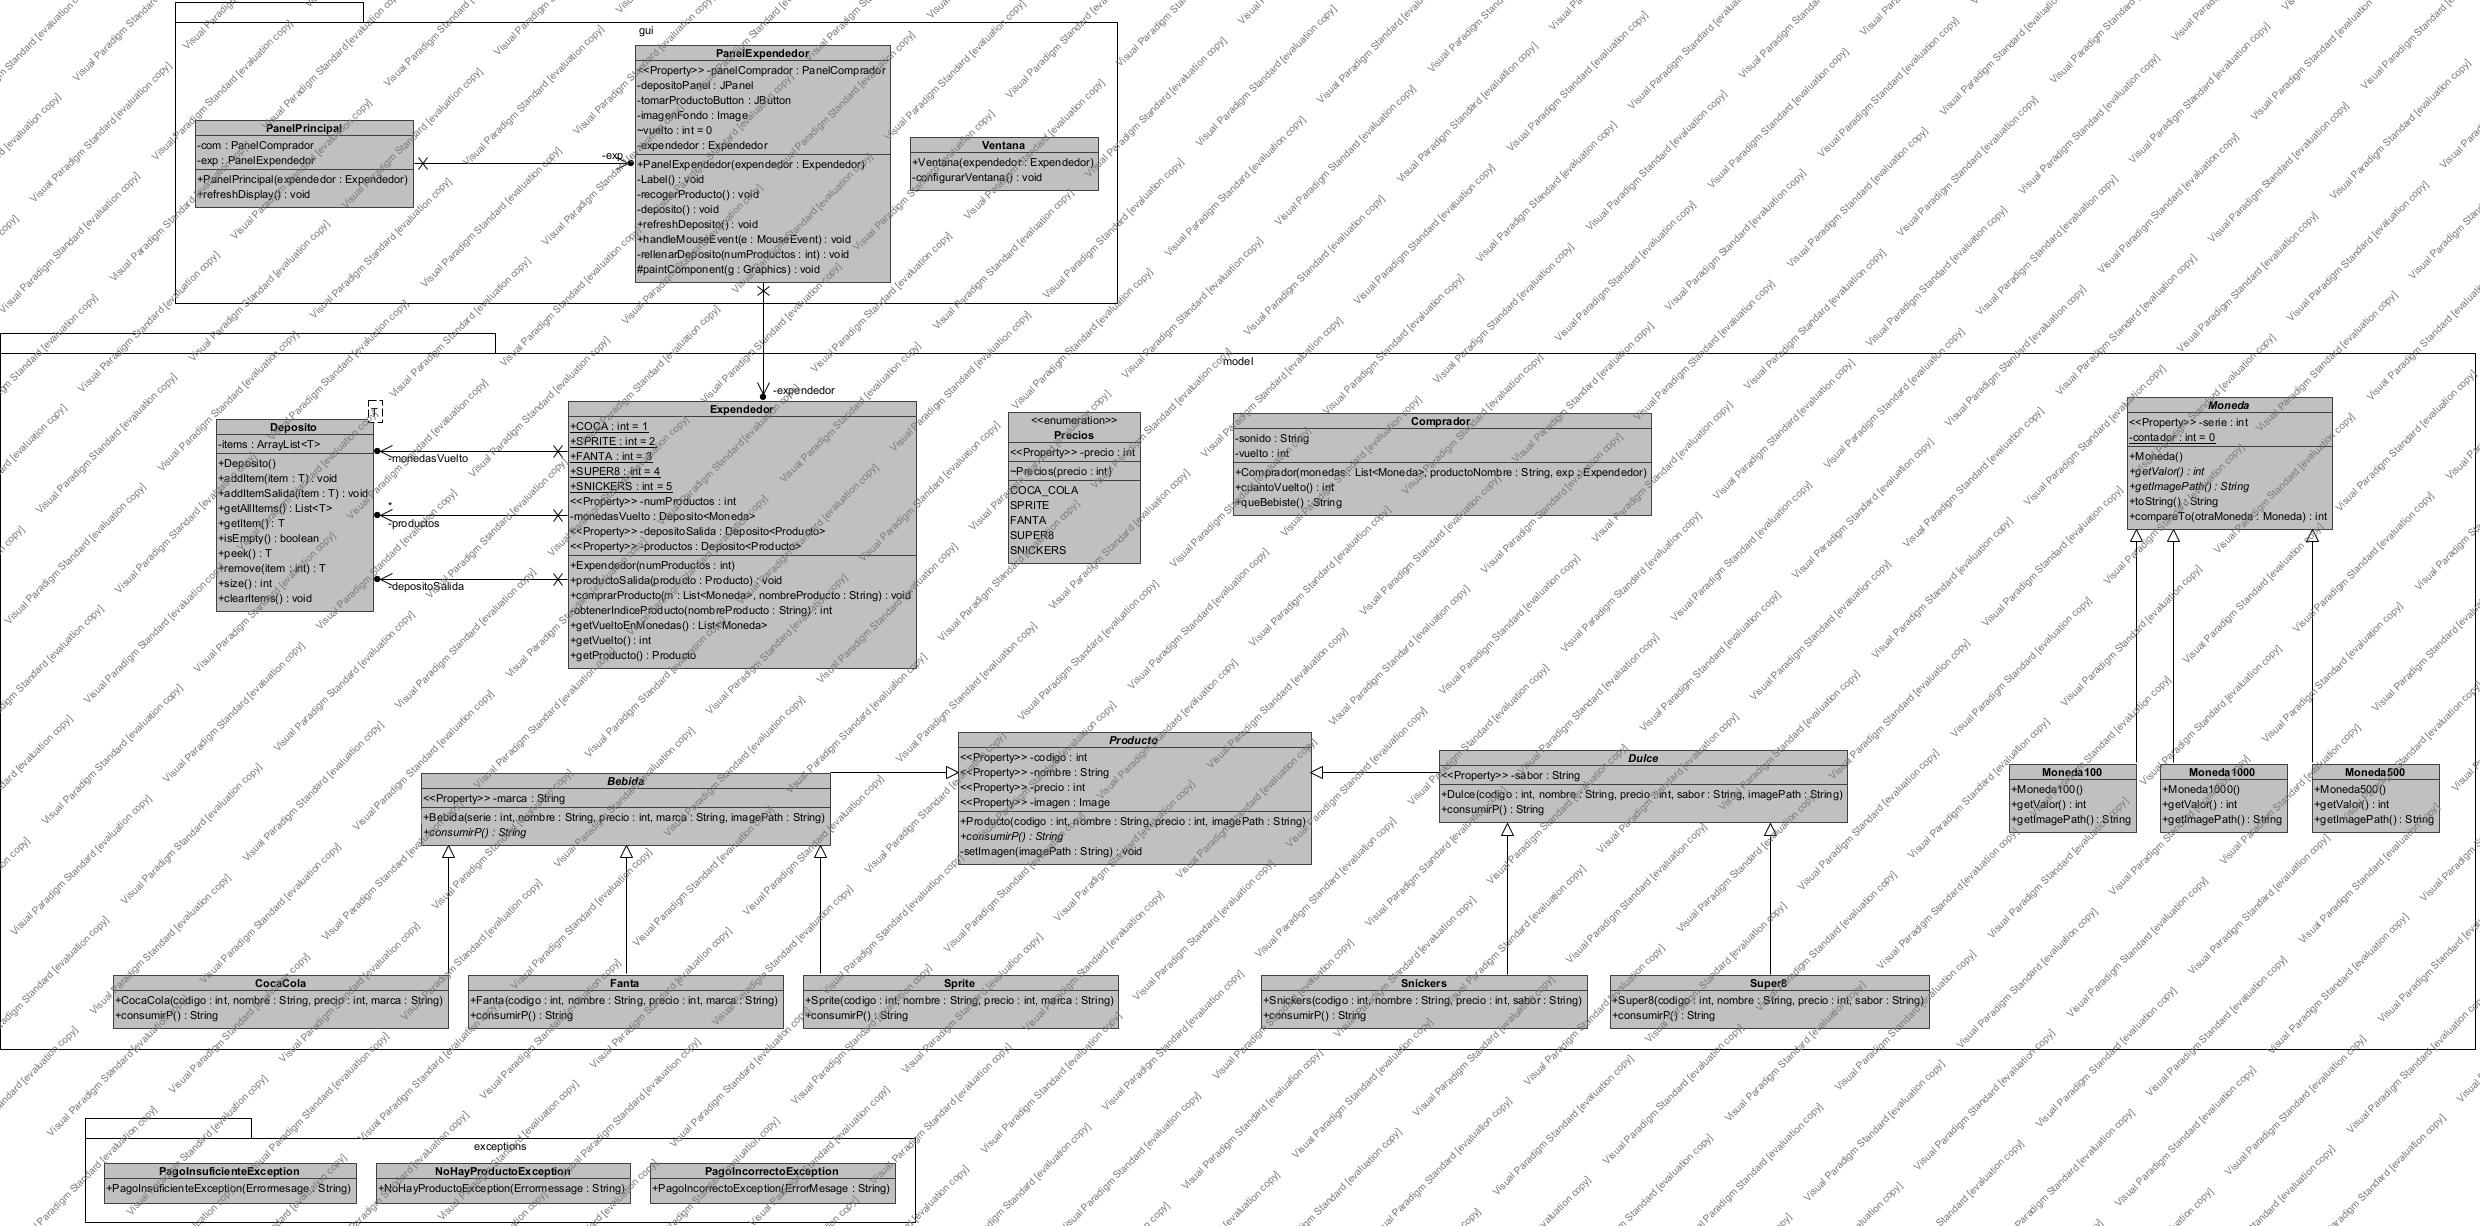 gui
PanelExpendedor
<<Property>> -panelComprador : PanelComprador
-depositoPanel : JPanel
-tomarProductoButton : JButton
-imagenFondo : Image
~vuelto : int = 0
-expendedor : Expendedor
+PanelExpendedor(expendedor : Expendedor)
-Label() : void
-recogerProducto() : void
-deposito() : void
+refreshDeposito() : void
+handleMouseEvent(e : MouseEvent) : void
-rellenarDeposito(numProductos : int) : void
#paintComponent(g : Graphics) : void
PanelPrincipal
-com : PanelComprador
-exp : PanelExpendedor
+PanelPrincipal(expendedor : Expendedor)
+refreshDisplay() : void
-exp
Ventana
+Ventana(expendedor : Expendedor)
-configurarVentana() : void
model
-expendedor
T
Deposito
-items : ArrayList<T>
+Deposito()
+addItem(item : T) : void
+addItemSalida(item : T) : void
+getAllItems() : List<T>
+getItem() : T
+isEmpty() : boolean
+peek() : T
+remove(item : int) : T
+size() : int
+clearItems() : void
-monedasVuelto
*
-productos
-depositoSalida
Expendedor
+COCA : int = 1
+SPRITE : int = 2
+FANTA : int = 3
+SUPER8 : int = 4
+SNICKERS : int = 5
<<Property>> -numProductos : int
-monedasVuelto : Deposito<Moneda>
<<Property>> -depositoSalida : Deposito<Producto>
<<Property>> -productos : Deposito<Producto>
+Expendedor(numProductos : int)
+productoSalida(producto : Producto) : void
+comprarProducto(m : List<Moneda>, nombreProducto : String) : void
-obtenerIndiceProducto(nombreProducto : String) : int
+getVueltoEnMonedas() : List<Moneda>
+getVuelto() : int
+getProducto() : Producto
<<enumeration>>
Precios
<<Property>> -precio : int
~Precios(precio : int)
COCA_COLA
SPRITE
FANTA
SUPER8
SNICKERS
Comprador
-sonido : String
-vuelto : int
+Comprador(monedas : List<Moneda>, productoNombre : String, exp : Expendedor)
+cuantoVuelto() : int
+queBebiste() : String
Moneda
<<Property>> -serie : int
-contador : int = 0
+Moneda()
+getValor() : int
+getImagePath() : String
+toString() : String
+compareTo(otraMoneda : Moneda) : int
Bebida
<<Property>> -marca : String
+Bebida(serie : int, nombre : String, precio : int, marca : String, imagePath : String)
+consumirP() : String
Producto
<<Property>> -codigo : int
<<Property>> -nombre : String
<<Property>> -precio : int
<<Property>> -imagen : Image
+Producto(codigo : int, nombre : String, precio : int, imagePath : String)
+consumirP() : String
-setImagen(imagePath : String) : void
Dulce
<<Property>> -sabor : String
+Dulce(codigo : int, nombre : String, precio : int, sabor : String, imagePath : String)
+consumirP() : String
Moneda100
+Moneda100()
+getValor() : int
+getImagePath() : String
Moneda1000
+Moneda1000()
+getValor() : int
+getImagePath() : String
Moneda500
+Moneda500()
+getValor() : int
+getImagePath() : String
CocaCola
+CocaCola(codigo : int, nombre : String, precio : int, marca : String)
+consumirP() : String
Fanta
+Fanta(codigo : int, nombre : String, precio : int, marca : String)
+consumirP() : String
Sprite
+Sprite(codigo : int, nombre : String, precio : int, marca : String)
+consumirP() : String
Snickers
+Snickers(codigo : int, nombre : String, precio : int, sabor : String)
+consumirP() : String
Super8
+Super8(codigo : int, nombre : String, precio : int, sabor : String)
+consumirP() : String
exceptions
PagoInsuficienteException
+PagoInsuficienteException(Errormesage : String)
NoHayProductoException
+NoHayProductoException(Errormessage : String)
PagoIncorrectoException
+PagoIncorrectoException(ErrorMesage : String)
Visual Paradigm Standard [evaluation copy]